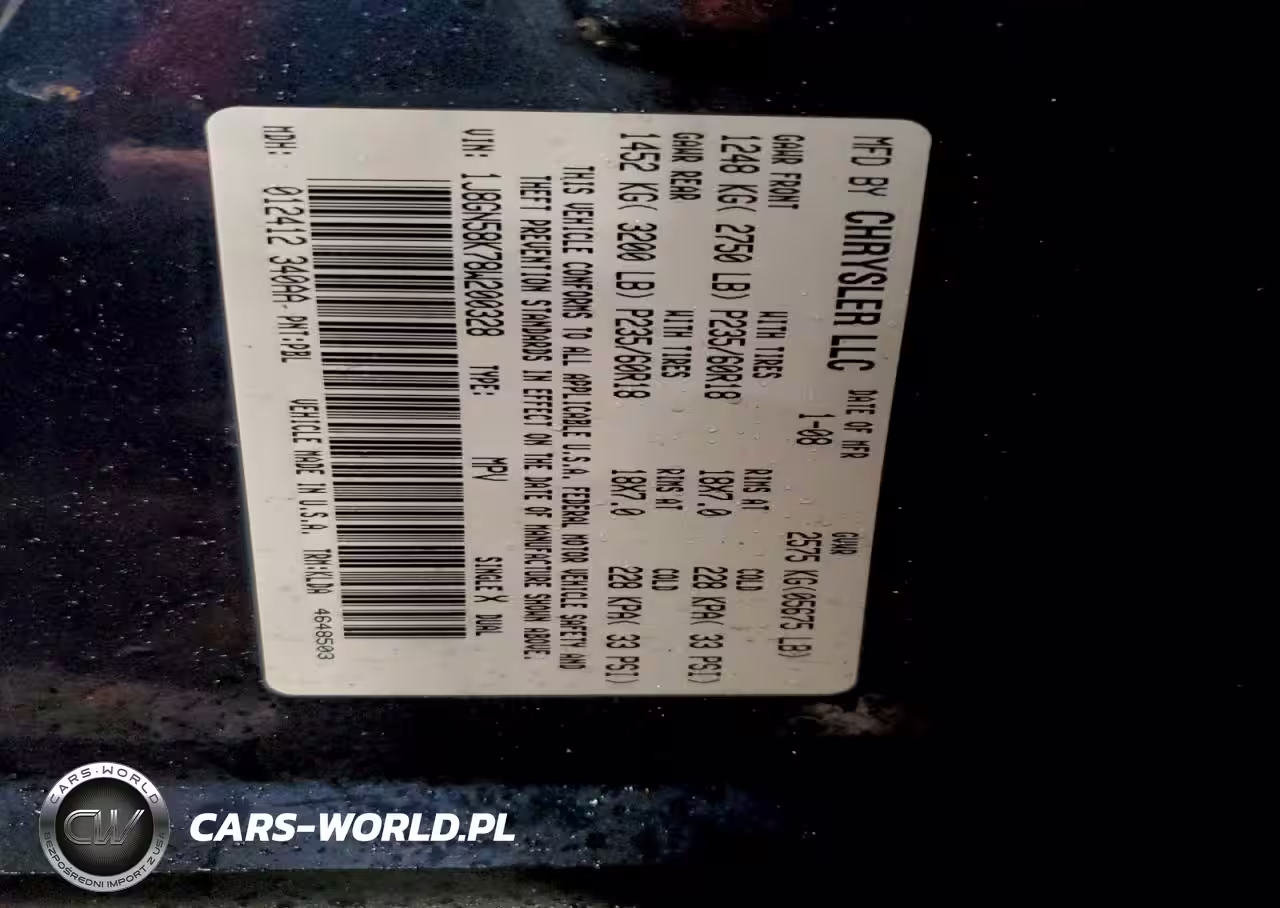 MFD BY CHRYSLER LLC DATE OF MFR GVWR
1-08 2575 KG(05675 LB)
GAWR FRONT WITH TIRES RIMS AT COLD
1248 KG( 2750 LB) P235/60R18 18X7.0 228 KPA( 33 PSI)
GAWR REAR WITH TIRES RIMS AT COLD
1452 KG( 3200 LB) P235/60R18 18X7.0 228 KPA( 33 PSI)
THIS VEHICLE CONFORMS TO ALL APPLICABLE U.S.A. FEDERAL MOTOR VEHICLE SAFETY AND
THEFT PREVENTION STANDARDS IN EFFECT ON THE DATE OF MANUFACTURE SHOWN ABOVE.
VIN: 1J8GN58K78W200328 TYPE: MPV SINGLE X DUAL
MDH: 012412 340AA PNT:PBL VEHICLE MADE IN U.S.A. TRM:KLDA 4648503
CARS-WORLD
CW
BEZPOŚREDNI IMPORT Z USA
CARS-WORLD.PL